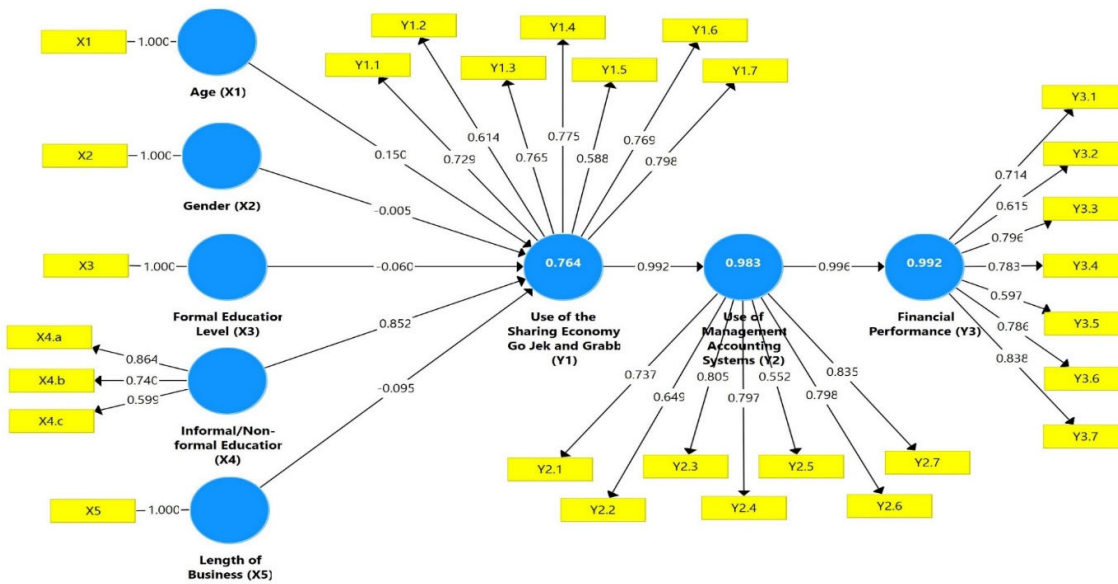 X1
1.000
Age (X1)
X2
1.000
Gender (X2)
X3
1.000
Formal Education
Level (X3)
X4.a
X4.b
X4.c
0.864
0.740
0.599
Informal/Non-
formal Education
(X4)
X5
1.000
Length of
Business (X5)
0.150
-0.005
-0.060
0.852
-0.095
Y1.1
Y1.2
Y1.3
Y1.4
Y1.5
Y1.6
Y1.7
0.729
0.614
0.765
0.775
0.588
0.769
0.798
0.764
Use of the
Sharing Economy
Go Jek and Grabb
(Y1)
0.992
0.983
Use of
Management
Accounting
Systems (Y2)
0.737
0.649
0.805
0.797
0.552
0.798
0.835
Y2.1
Y2.2
Y2.3
Y2.4
Y2.5
Y2.6
Y2.7
0.996
0.992
Financial
Performance (Y3)
0.714
0.615
0.796
0.783
0.597
0.786
0.838
Y3.1
Y3.2
Y3.3
Y3.4
Y3.5
Y3.6
Y3.7